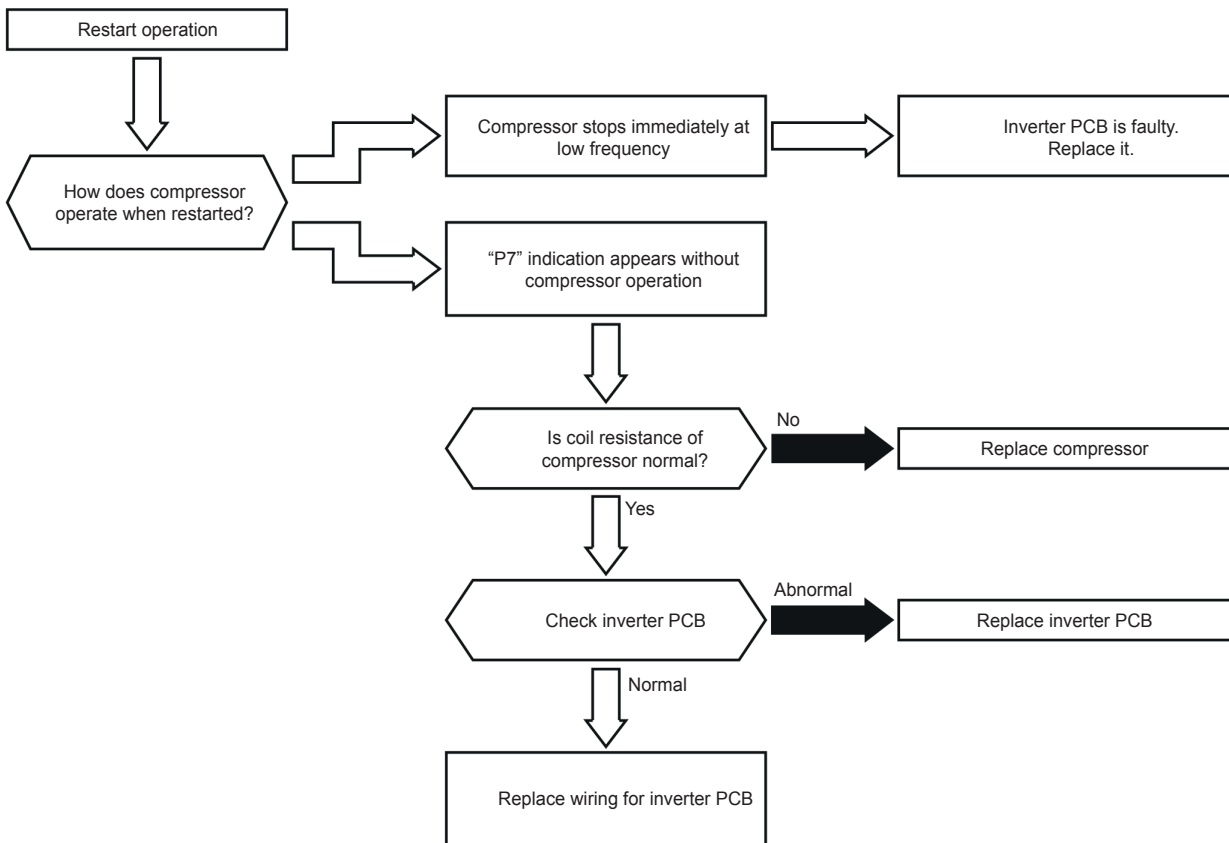 Restart operation
Compressor stops immediately at
low frequency
Inverter PCB is faulty.
Replace it.
How does compressor
operate when restarted?
“P7” indication appears without
compressor operation
Is coil resistance of
compressor normal?
No
Replace compressor
Yes
Check inverter PCB
Abnormal
Replace inverter PCB
Normal
Replace wiring for inverter PCB